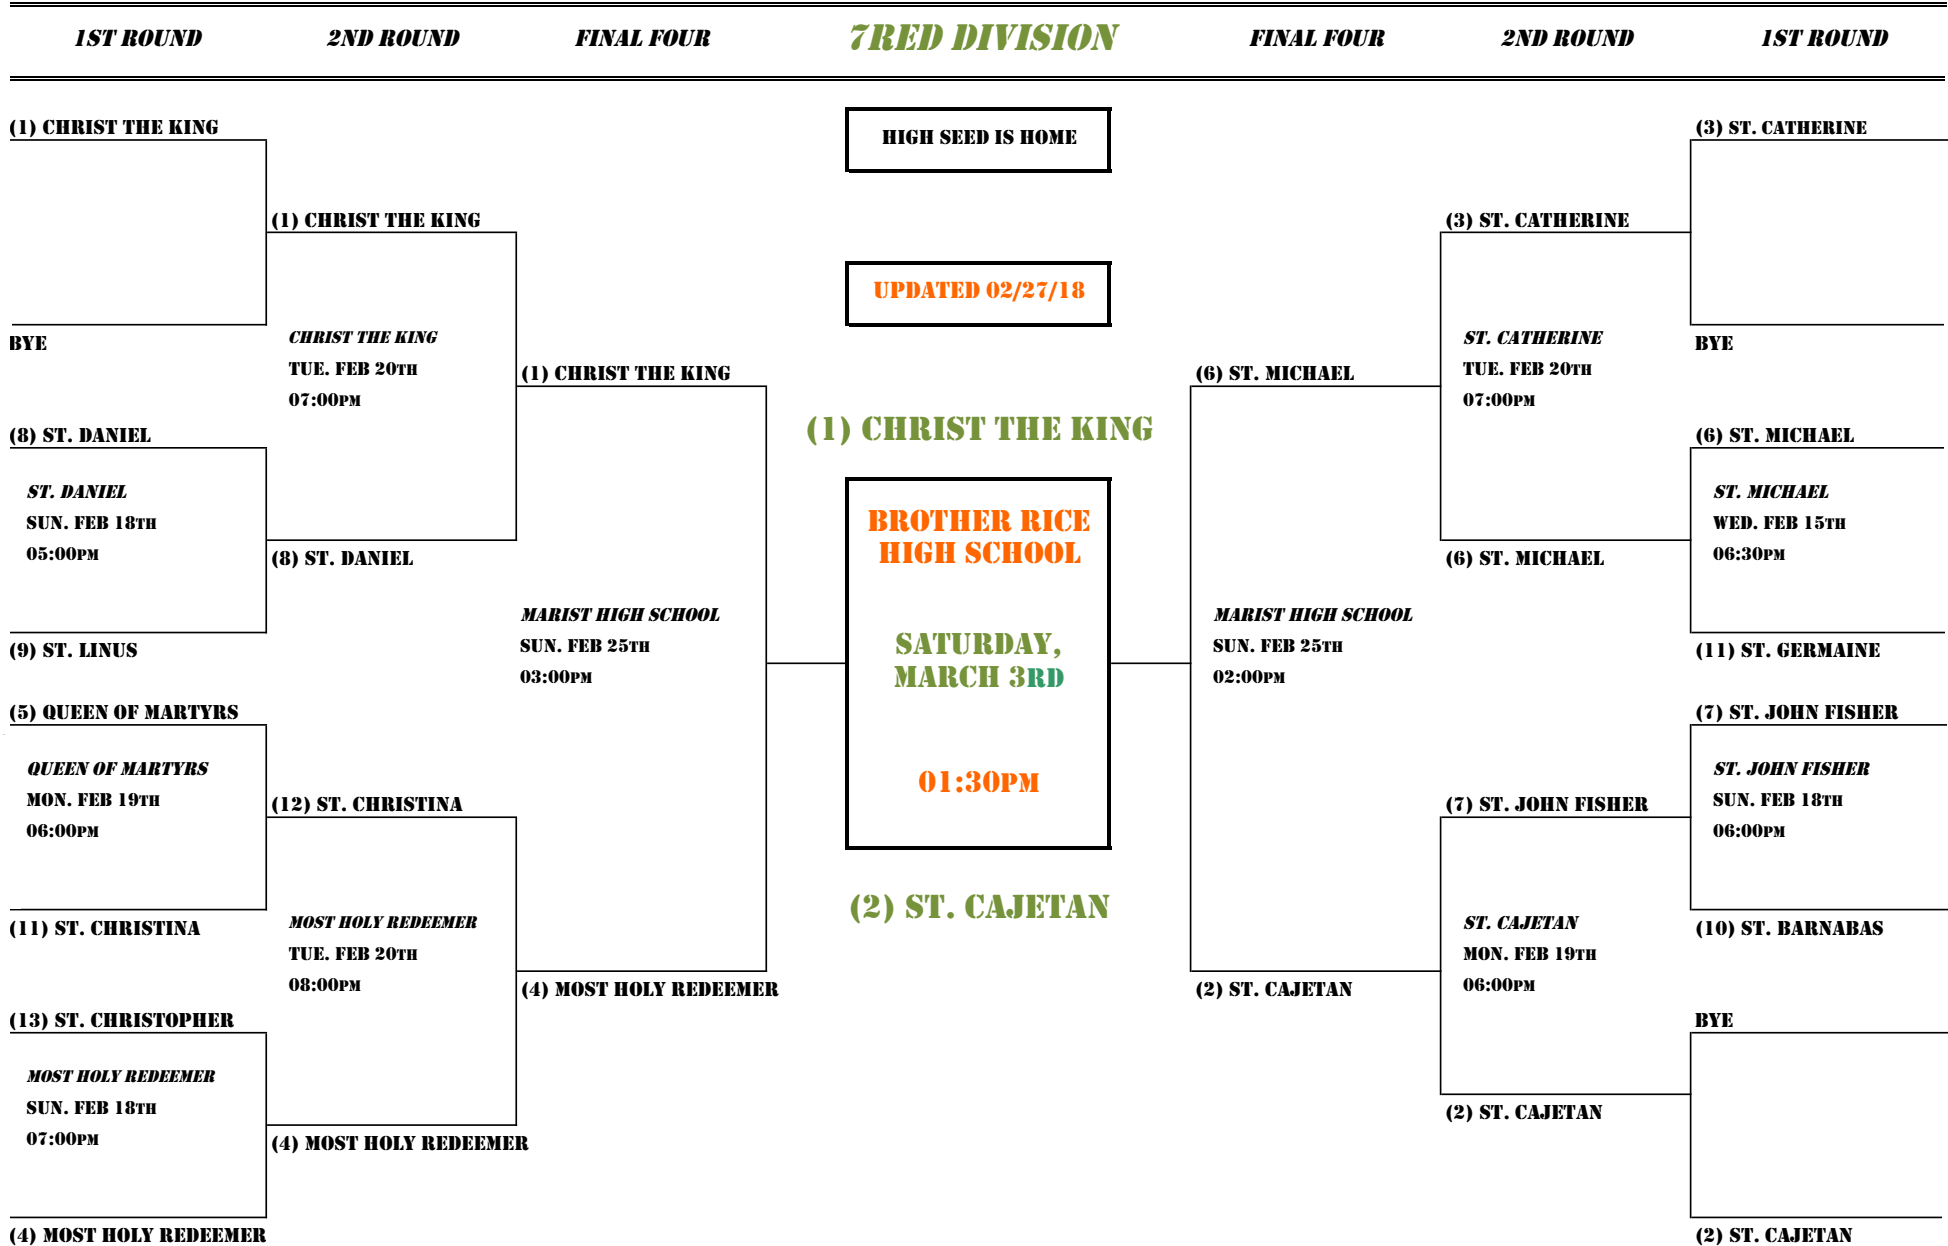 1ST ROUND
2ND ROUND
FINAL FOUR
7RED DIVISION
FINAL FOUR
2ND ROUND
1ST ROUND
(1) CHRIST THE KING
BYE
(8) ST. DANIEL
ST. DANIEL
SUN. FEB 18TH
05:00PM
(9) ST. LINUS
(5) QUEEN OF MARTYRS
QUEEN OF MARTYRS
MON. FEB 19TH
06:00PM
(11) ST. CHRISTINA
(13) ST. CHRISTOPHER
MOST HOLY REDEEMER
SUN. FEB 18TH
07:00PM
(4) MOST HOLY REDEEMER
(1) CHRIST THE KING
CHRIST THE KING
TUE. FEB 20TH
07:00PM
(8) ST. DANIEL
(12) ST. CHRISTINA
MOST HOLY REDEEMER
TUE. FEB 20TH
08:00PM
(4) MOST HOLY REDEEMER
(1) CHRIST THE KING
MARIST HIGH SCHOOL
SUN. FEB 25TH
03:00PM
(4) MOST HOLY REDEEMER
HIGH SEED IS HOME
UPDATED 02/27/18
(1) CHRIST THE KING
BROTHER RICE
HIGH SCHOOL
SATURDAY,
MARCH 3RD
01:30PM
(2) ST. CAJETAN
(6) ST. MICHAEL
MARIST HIGH SCHOOL
SUN. FEB 25TH
02:00PM
(2) ST. CAJETAN
(3) ST. CATHERINE
ST. CATHERINE
TUE. FEB 20TH
07:00PM
(6) ST. MICHAEL
(7) ST. JOHN FISHER
ST. CAJETAN
MON. FEB 19TH
06:00PM
(2) ST. CAJETAN
(3) ST. CATHERINE
BYE
(6) ST. MICHAEL
ST. MICHAEL
WED. FEB 15TH
06:30PM
(11) ST. GERMAINE
(7) ST. JOHN FISHER
ST. JOHN FISHER
SUN. FEB 18TH
06:00PM
(10) ST. BARNABAS
BYE
(2) ST. CAJETAN